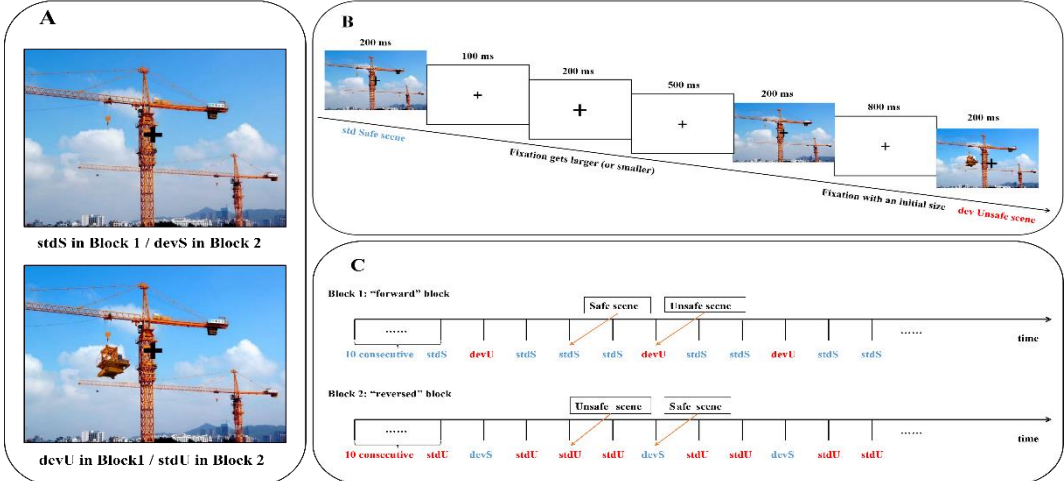 A
stdS in Block 1 / devS in Block 2
devU in Block1 / stdU in Block 2
B
200 ms
100 ms
200 ms
500 ms
200 ms
800 ms
200 ms
std Safe scene
Fixation gets larger (or smaller)
Fixation with an initial size
dev Unsafe scene
C
Block 1: “forward” block
Safe scene
Unsafe scene
......
......
time
10 consecutive stdS devU stdS stdS stdS devU stdS stdS devU stdS stdS
Block 2: “reversed” block
Unsafe scene
Safe scene
......
......
time
10 consecutive stdU devS stdU stdU stdU devS stdU stdU devS stdU stdU